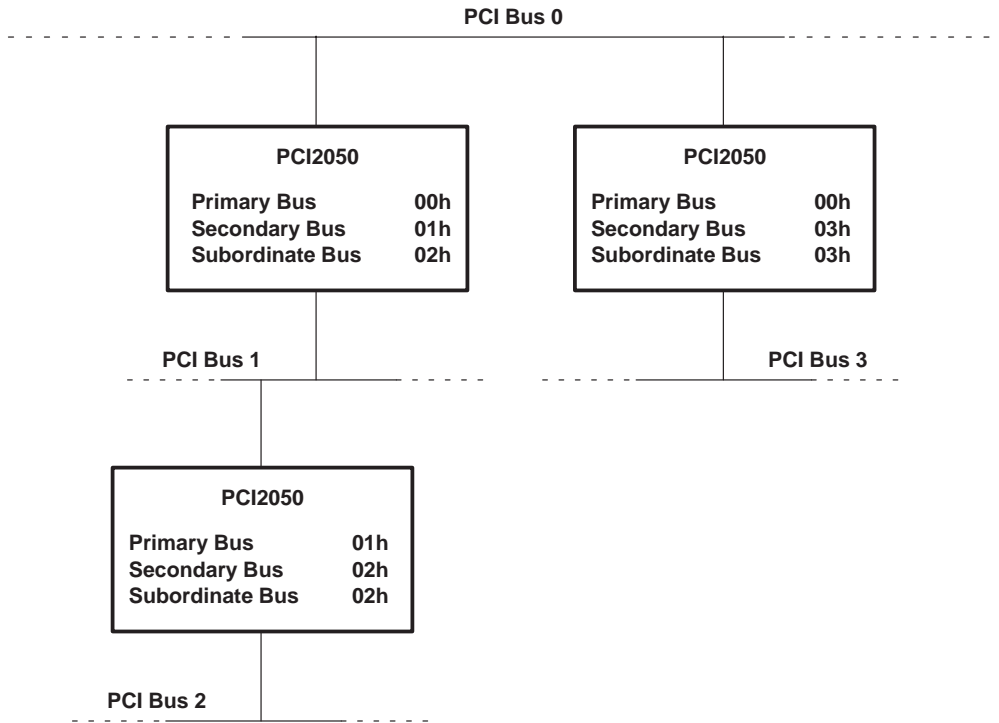 PCI Bus 0
PCI2050
Primary Bus 00h
Secondary Bus 01h
Subordinate Bus 02h
PCI2050
Primary Bus 00h
Secondary Bus 03h
Subordinate Bus 03h
PCI Bus 1
PCI Bus 3
PCI2050
Primary Bus 01h
Secondary Bus 02h
Subordinate Bus 02h
PCI Bus 2